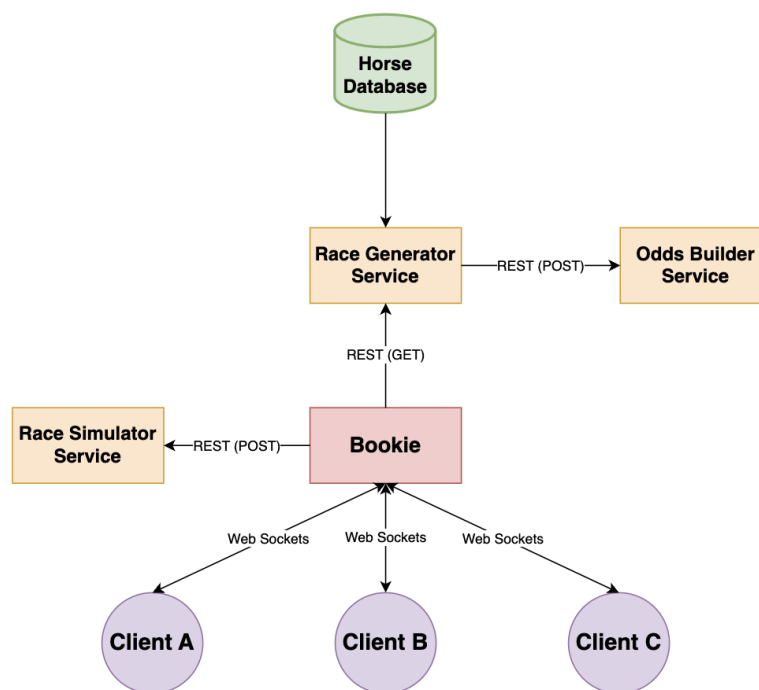 Horse
Database
Race Generator
Service
REST (POST)
Odds Builder
Service
REST (GET)
Race Simulator
Service
REST (POST)
Bookie
Web Sockets
Web Sockets
Web Sockets
Client A
Client B
Client C